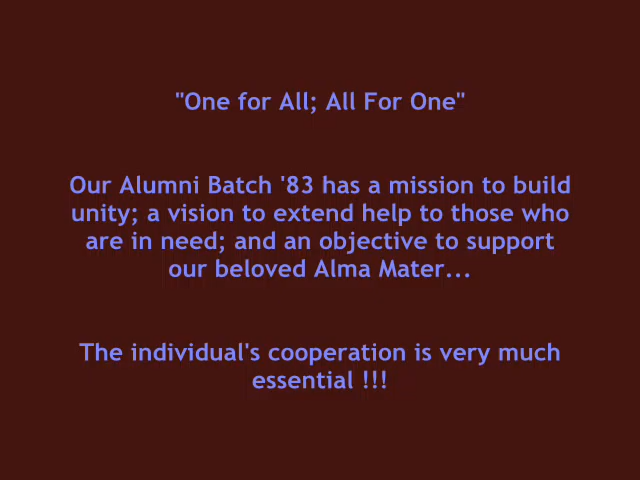 "One for All; All For One"
Our Alumni Batch '83 has a mission to build
unity; a vision to extend help to those who
are in need; and an objective to support
our beloved Alma Mater...
The individual's cooperation is very much
essential !!!